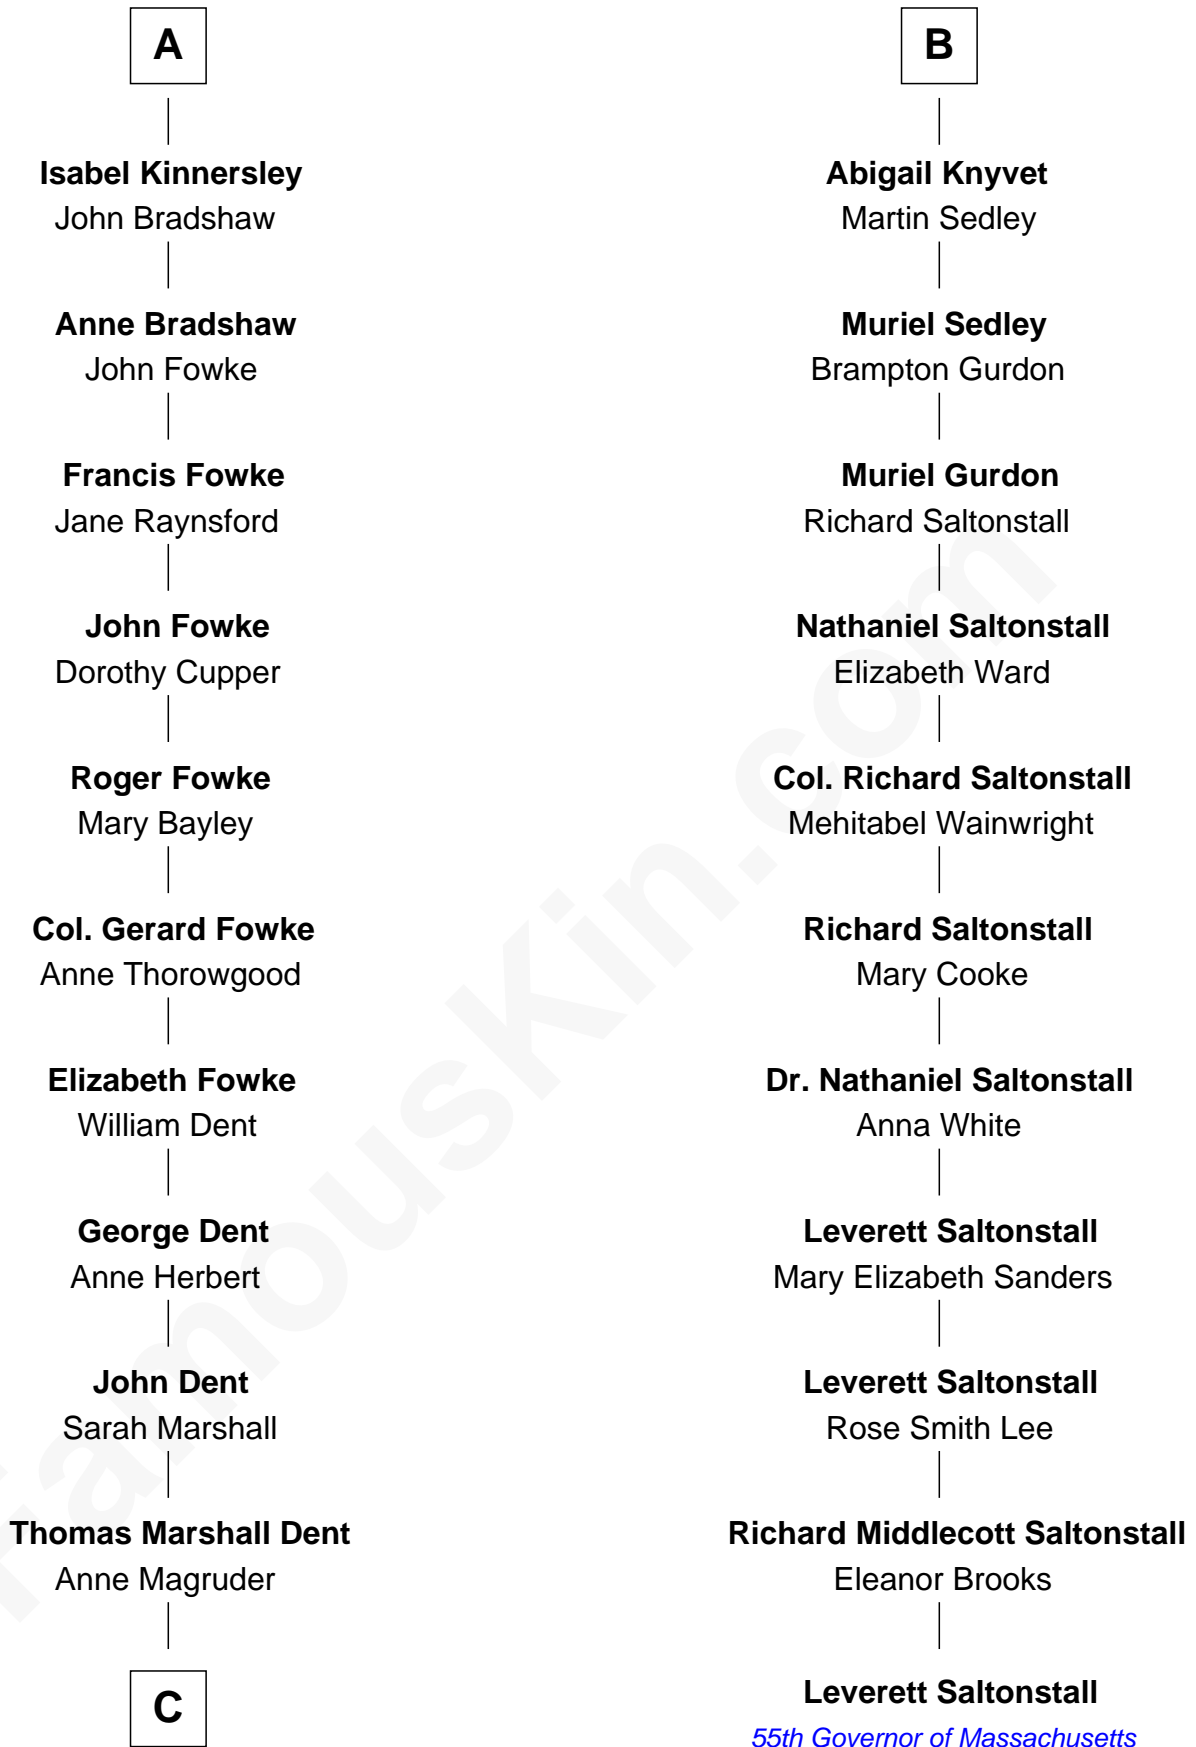 A
Isabel Kinnersley
John Bradshaw
Anne Bradshaw
John Fowke
Francis Fowke
Jane Raynsford
John Fowke
Dorothy Cupper
Roger Fowke
Mary Bayley
Col. Gerard Fowke
Anne Thorowgood
Elizabeth Fowke
William Dent
George Dent
Anne Herbert
John Dent
Sarah Marshall
Thomas Marshall Dent
Anne Magruder
C
B
Abigail Knyvet
Martin Sedley
Muriel Sedley
Brampton Gurdon
Muriel Gurdon
Richard Saltonstall
Nathaniel Saltonstall
Elizabeth Ward
Col. Richard Saltonstall
Mehitabel Wainwright
Richard Saltonstall
Mary Cooke
Dr. Nathaniel Saltonstall
Anna White
Leverett Saltonstall
Mary Elizabeth Sanders
Leverett Saltonstall
Rose Smith Lee
Richard Middlecott Saltonstall
Eleanor Brooks
Leverett Saltonstall
55th Governor of Massachusetts
FamousKin.com